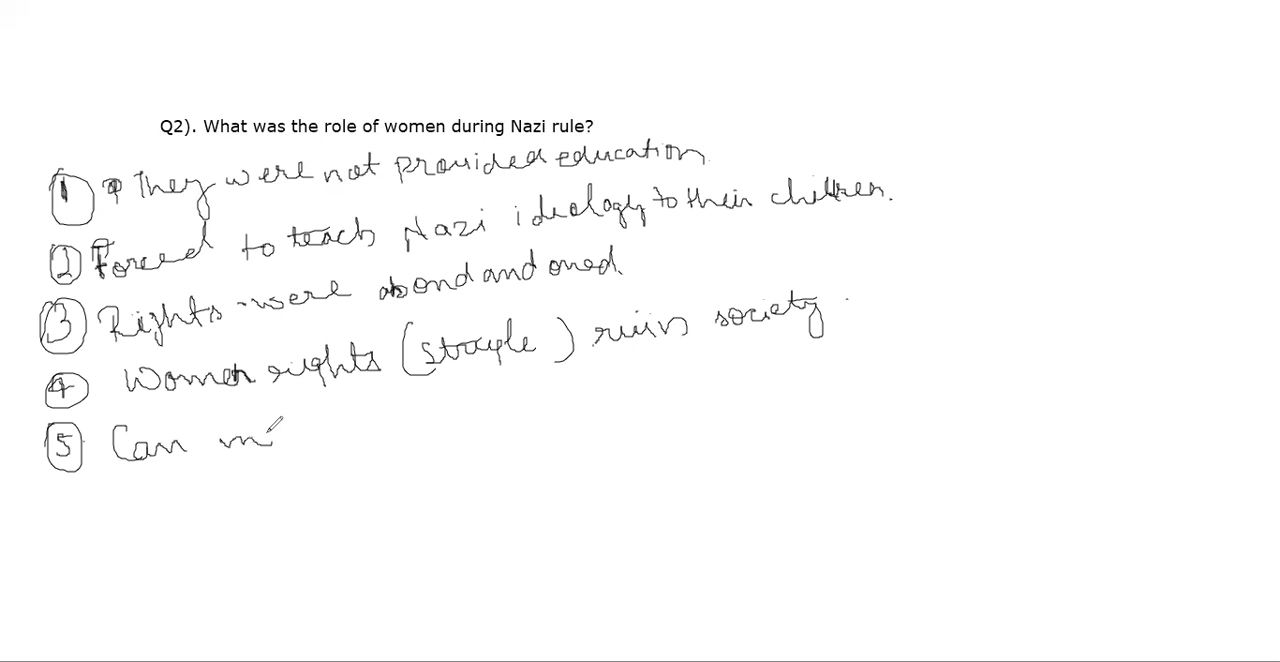 Q2). What was the role of women during Nazi rule?
1 They were not provided education.
2 Forced to teach Nazi ideology to their children.
3 Rights were abondandoned.
4 Women rights (struggle) ruins society.
5 Can